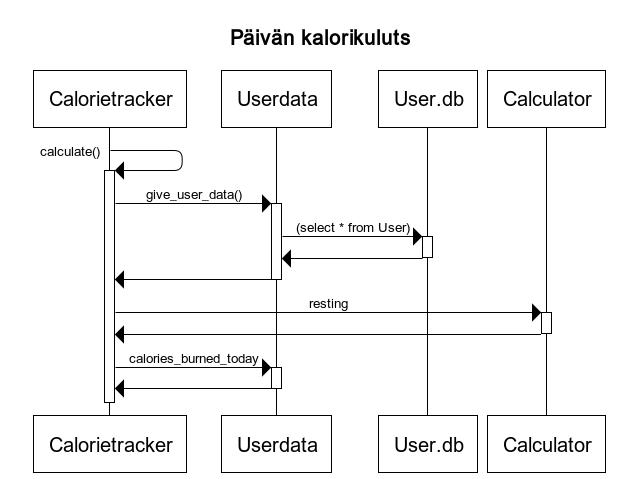 Päivän kalorikuluts
Calorietracker
Userdata
User.db
Calculator
calculate()
give_user_data()
(select * from User)
resting
calories_burned_today
Calorietracker
Userdata
User.db
Calculator